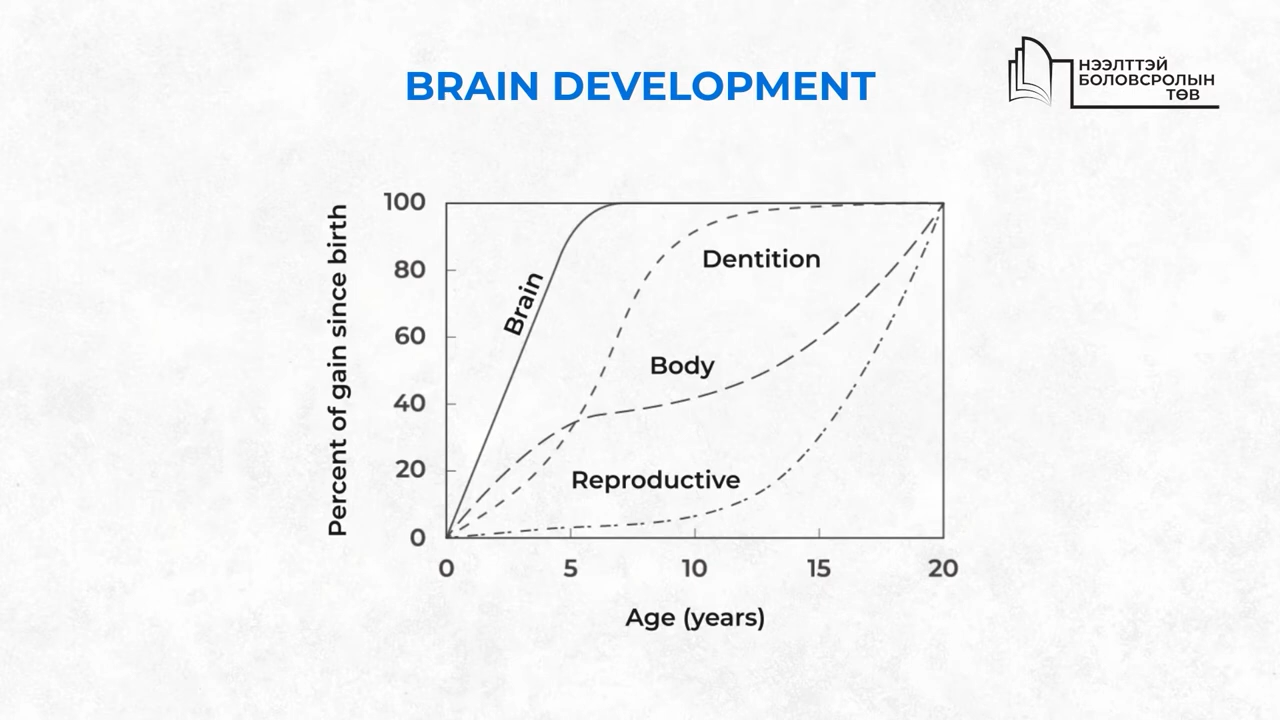 BRAIN DEVELOPMENT
НЭЭЛТТЭЙ
БОЛОВСРОЛЫН
ТӨВ
Percent of gain since birth
100
80
60
40
20
0
Brain
Dentition
Body
Reproductive
0 5 10 15 20
Age (years)